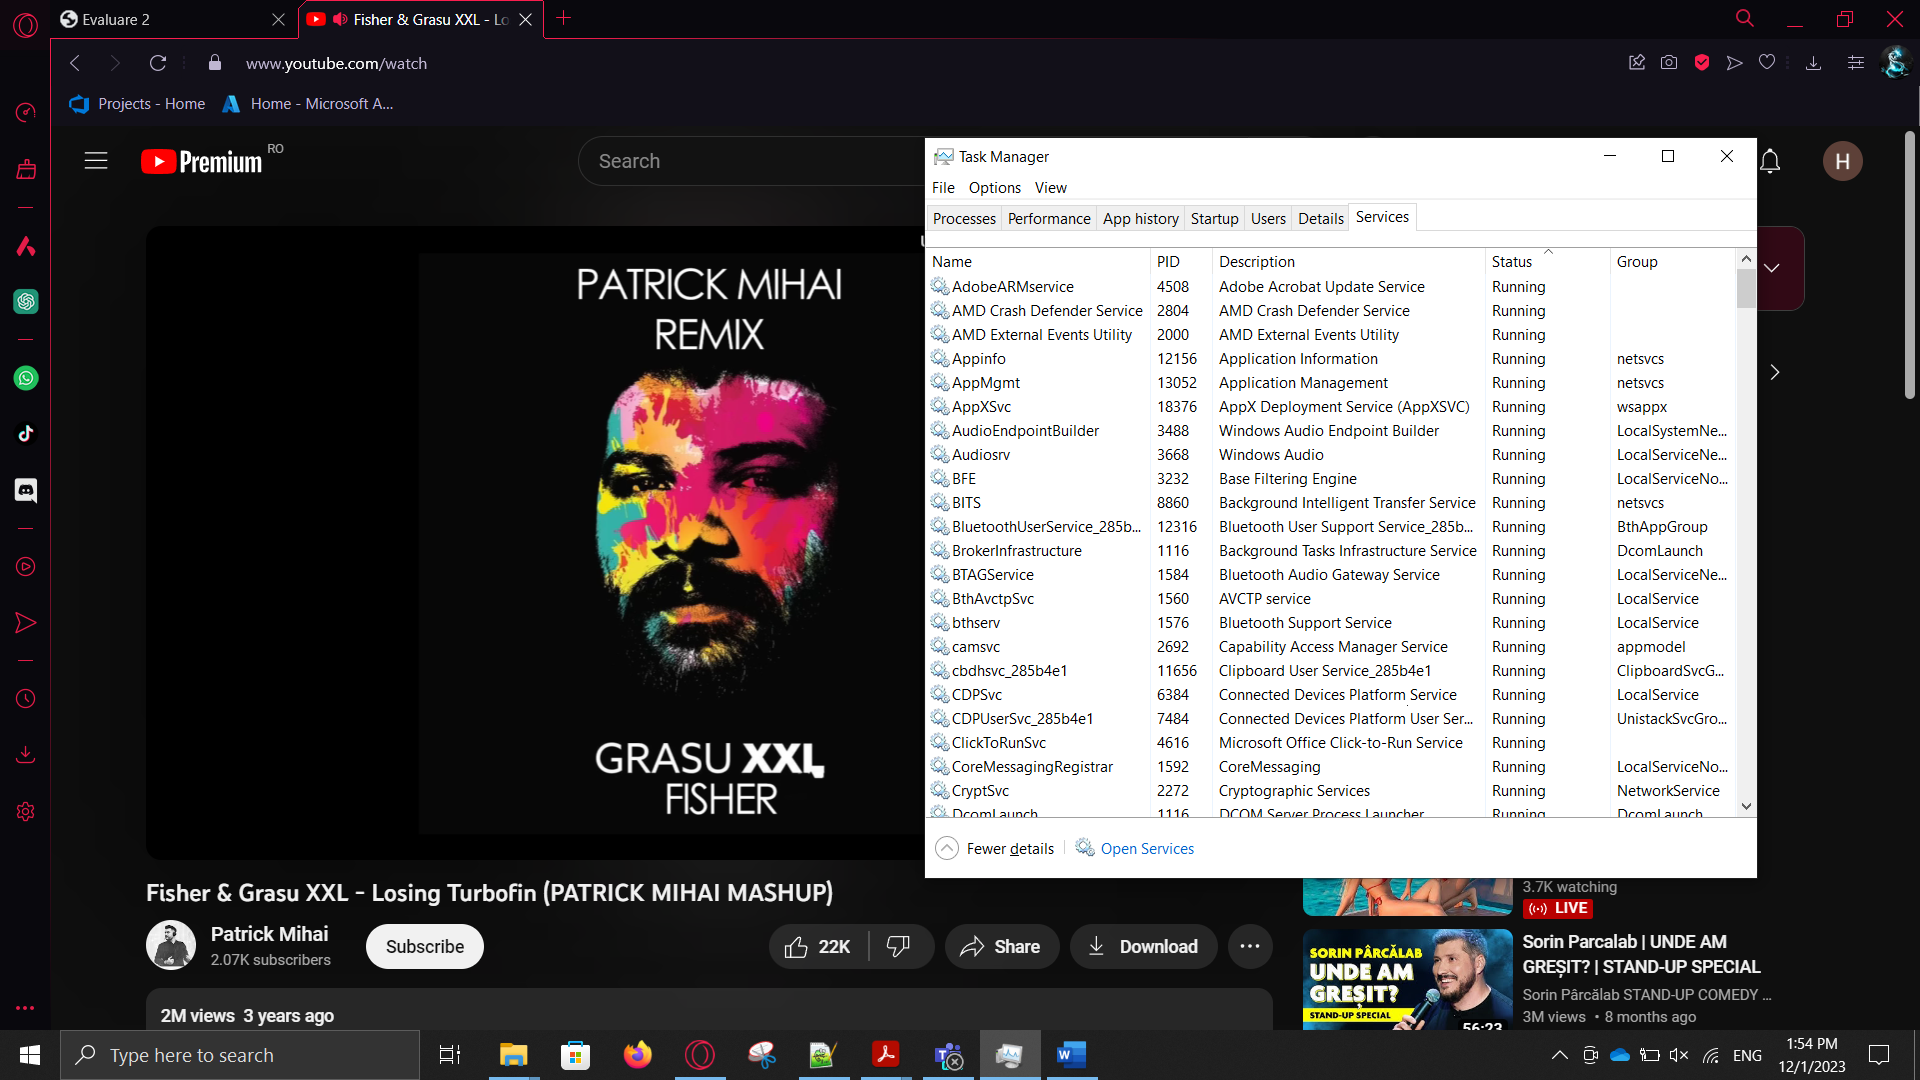 Evaluare 2
Fisher & Grasu XXL - Lo
www.youtube.com/watch
Projects - Home
Home - Microsoft A...
Premium RO
Search
H
PATRICK MIHAI
REMIX
GRASU XXL
FISHER
Task Manager
File Options View
Processes Performance App history Startup Users Details Services
Name PID Description Status Group
AdobeARMservice 4508 Adobe Acrobat Update Service Running
AMD Crash Defender Service 2804 AMD Crash Defender Service Running
AMD External Events Utility 2000 AMD External Events Utility Running
Appinfo 12156 Application Information Running netsvcs
AppMgmt 13052 Application Management Running netsvcs
AppXSvc 18376 AppX Deployment Service (AppXSVC) Running wsappx
AudioEndpointBuilder 3488 Windows Audio Endpoint Builder Running LocalSystemNe...
Audiosrv 3668 Windows Audio Running LocalServiceNe...
BFE 3232 Base Filtering Engine Running LocalServiceNo...
BITS 8860 Background Intelligent Transfer Service Running netsvcs
BluetoothUserService_285b... 12316 Bluetooth User Support Service_285b... Running BthAppGroup
BrokerInfrastructure 1116 Background Tasks Infrastructure Service Running DcomLaunch
BTAGService 1584 Bluetooth Audio Gateway Service Running LocalServiceNe...
BthAvctpSvc 1560 AVCTP service Running LocalService
bthserv 1576 Bluetooth Support Service Running LocalService
camsvc 2692 Capability Access Manager Service Running appmodel
cbdhsvc_285b4e1 11656 Clipboard User Service_285b4e1 Running ClipboardSvcG...
CDPSvc 6384 Connected Devices Platform Service Running LocalService
CDPUserSvc_285b4e1 7484 Connected Devices Platform User Ser... Running UnistackSvcGro...
ClickToRunSvc 4616 Microsoft Office Click-to-Run Service Running
CoreMessagingRegistrar 1592 CoreMessaging Running LocalServiceNo...
CryptSvc 2272 Cryptographic Services Running NetworkService
DcomLaunch 1116 DCOM Server Process Launcher Running DcomLaunch
Fewer details Open Services
Fisher & Grasu XXL - Losing Turbofin (PATRICK MIHAI MASHUP)
Patrick Mihai
2.07K subscribers
Subscribe
22K Share Download
2M views 3 years ago
3.7K watching
LIVE
SORIN PÂRCĂLAB
UNDE AM
GREȘIT?
STAND-UP SPECIAL
56:23
Sorin Parcalab | UNDE AM
GREȘIT? | STAND-UP SPECIAL
Sorin Pârcălab STAND-UP COMEDY ...
3M views • 8 months ago
Type here to search
ENG
1:54 PM
12/1/2023